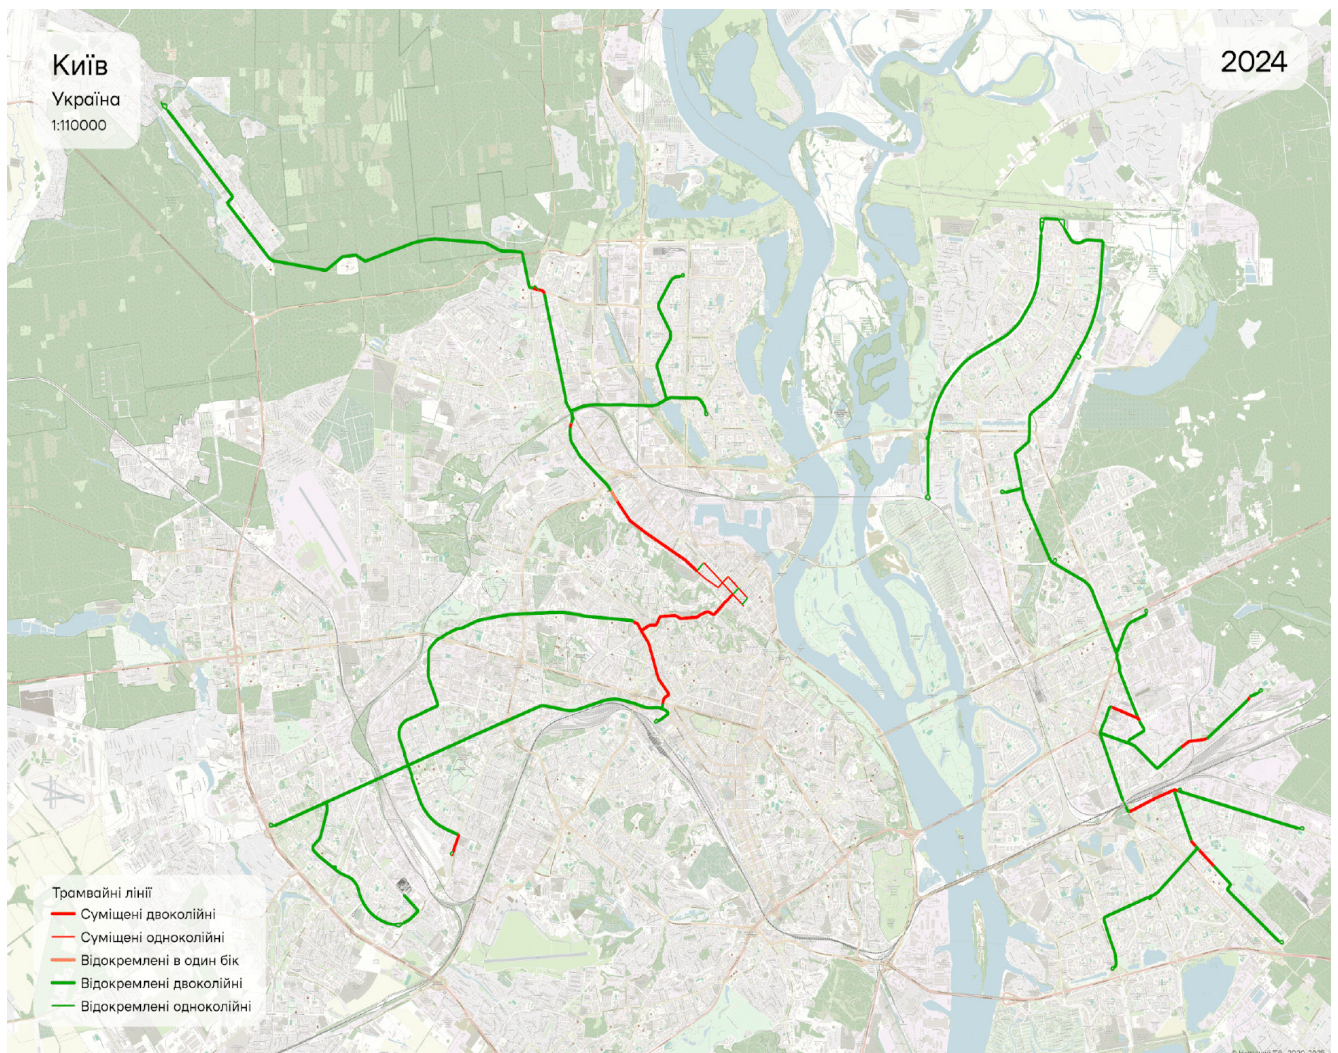 Київ
Україна
1:110000
2024
Трамвайні лінії
Суміщені двоколійні
Суміщені одноколійні
Відокремлені в один бік
Відокремлені двоколійні
Відокремлені одноколійні